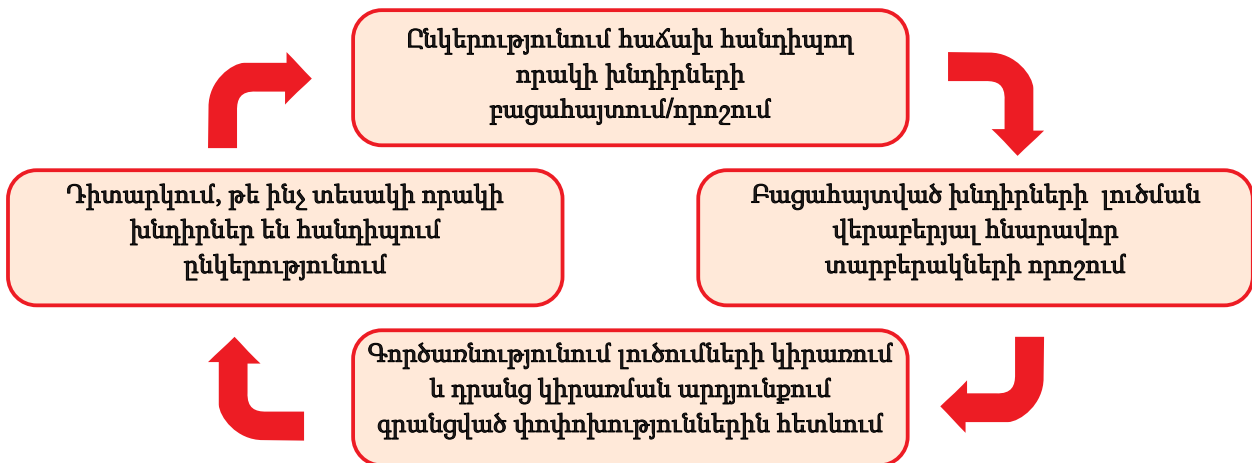 Ընկերությունում հաճախ հանդիպող
որակի խնդիրների
բացահայտում/որոշում
Դիտարկում, թե ինչ տեսակի որակի
խնդիրներ են հանդիպում
ընկերությունում
Բացահայտված խնդիրների լուծման
վերաբերյալ հնարավոր
տարբերակների որոշում
Գործառնությունում լուծումների կիրառում
և դրանց կիրառման արդյունքում
գրանցված փոփոխություններին հետևում